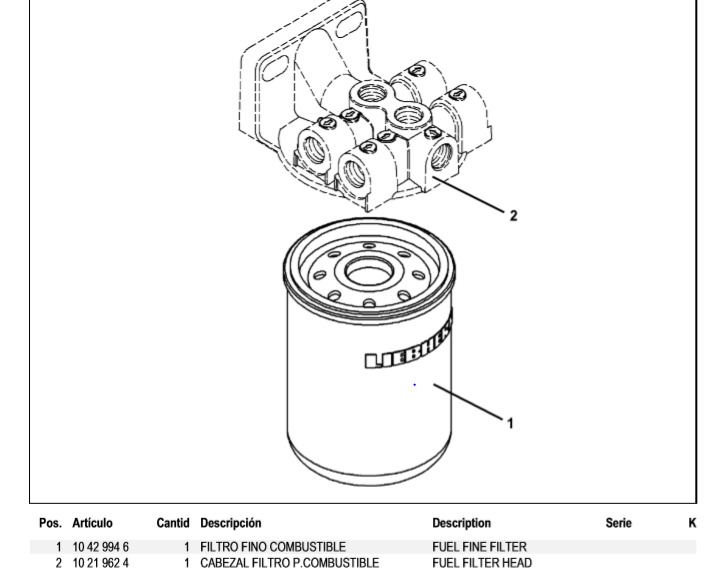 2
LIEBHERR
1
Pos. Artículo Cantid Descripción Description Serie K
1 10 42 994 6 1 FILTRO FINO COMBUSTIBLE FUEL FINE FILTER
2 10 21 962 4 1 CABEZAL FILTRO P.COMBUSTIBLE FUEL FILTER HEAD